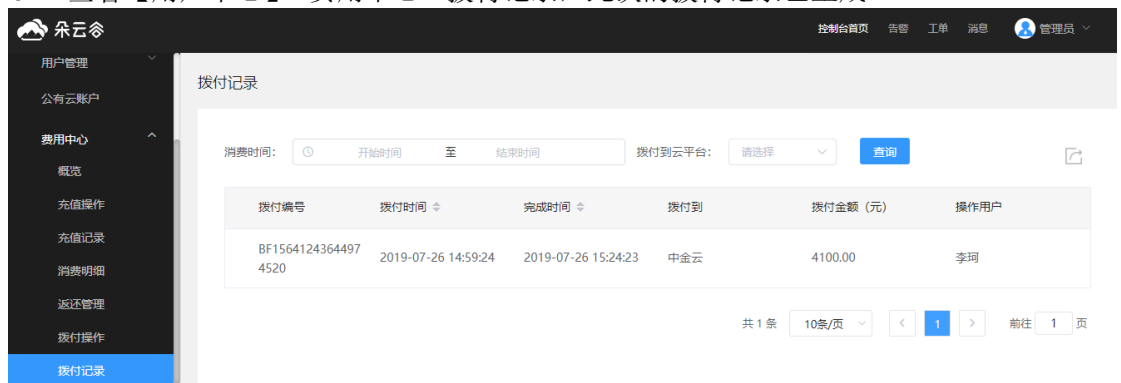 朵云谷
控制台首页 告警 工单 消息 管理员
用户管理
公有云账户
费用中心
概览
充值操作
充值记录
消费明细
返还管理
拨付操作
拨付记录
拨付记录
消费时间： 开始时间 至 结束时间 拨付到云平台： 请选择 查询
拨付编号 拨付时间 完成时间 拨付到 拨付金额（元） 操作用户
BF1564124364497
4520
2019-07-26 14:59:24 2019-07-26 15:24:23 中金云 4100.00 李珂
共 1 条 10条/页 1 前往 1 页